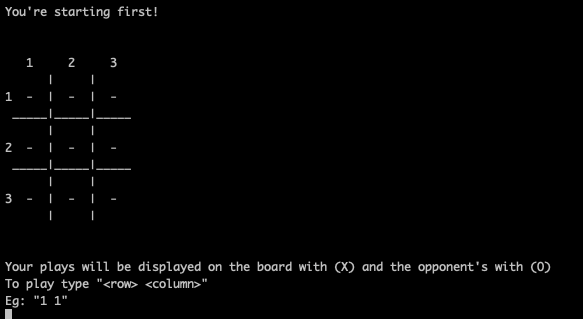 You're starting first!
1 2 3
| |
1 - | - | -
_____|_____|_____
| |
2 - | - | -
_____|_____|_____
| |
3 - | - | -
| |
Your plays will be displayed on the board with (X) and the opponent's with (O)
To play type "<row> <column>"
Eg: "1 1"